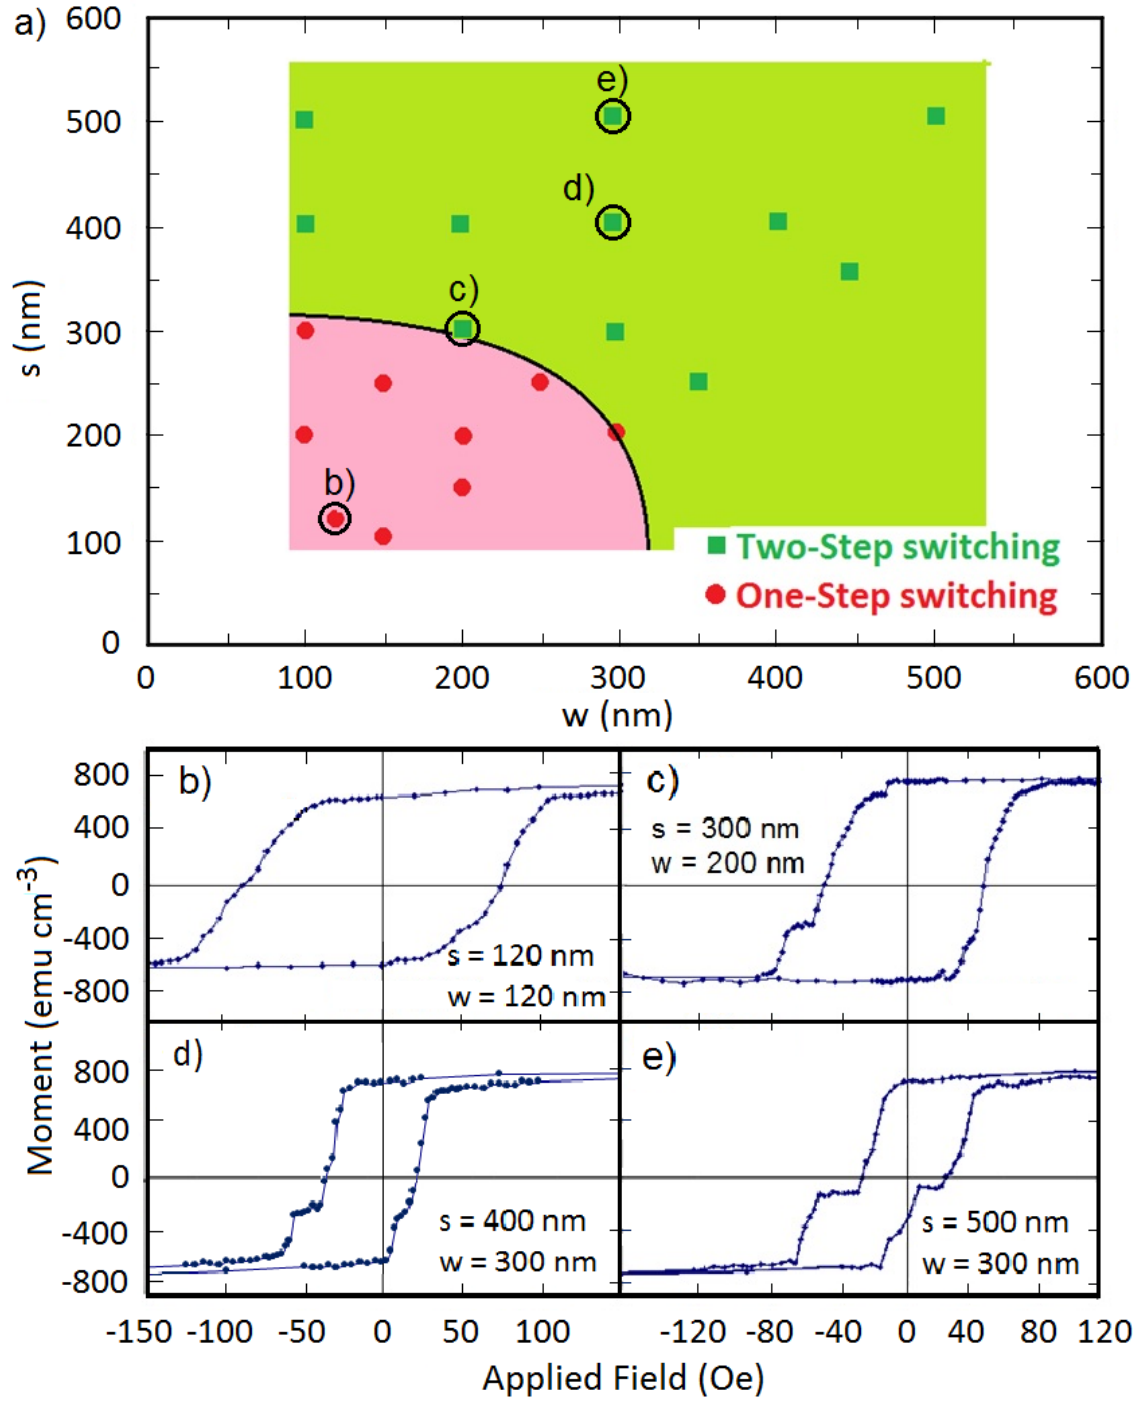 a)
600
500
400
300
200
100
0
s (nm)
e)
d)
c)
b)
Two-Step switching
One-Step switching
0 100 200 300 400 500 600
w (nm)
b)
s = 120 nm
w = 120 nm
c)
s = 300 nm
w = 200 nm
d)
s = 400 nm
w = 300 nm
e)
s = 500 nm
w = 300 nm
800
400
0
-400
-800
800
400
0
-400
-800
Moment (emu cm⁻³)
-150 -100 -50 0 50 100
-120 -80 -40 0 40 80 120
Applied Field (Oe)